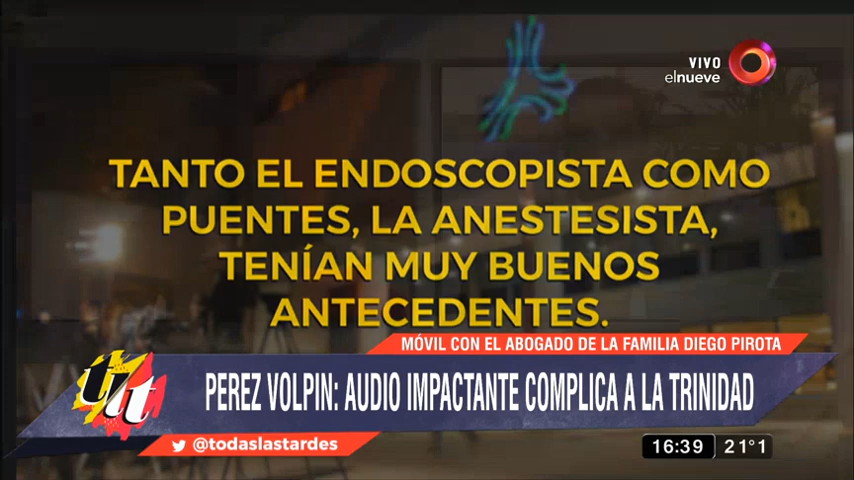 VIVO
elnueve
TANTO EL ENDOSCOPISTA COMO
PUENTES, LA ANESTESISTA,
TENÍAN MUY BUENOS
ANTECEDENTES.
MÓVIL CON EL ABOGADO DE LA FAMILIA DIEGO PIROTA
tlt
PEREZ VOLPIN: AUDIO IMPACTANTE COMPLICA A LA TRINIDAD
@todaslastardes
16:39 21°1